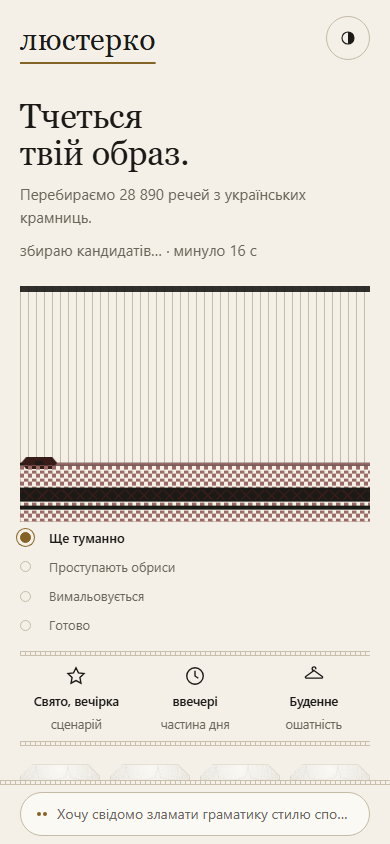 люстерко
Тчеться
твій образ.
Перебираємо 28 890 речей з українських
крамниць.
збираю кандидатів... · минуло 16 с
Ще туманно
Проступають обриси
Вимальовується
Готово
Свято, вечірка
ввечері
Буденне
сценарій
частина дня
ошатність
Хочу свідомо зламати граматику стилю спо...